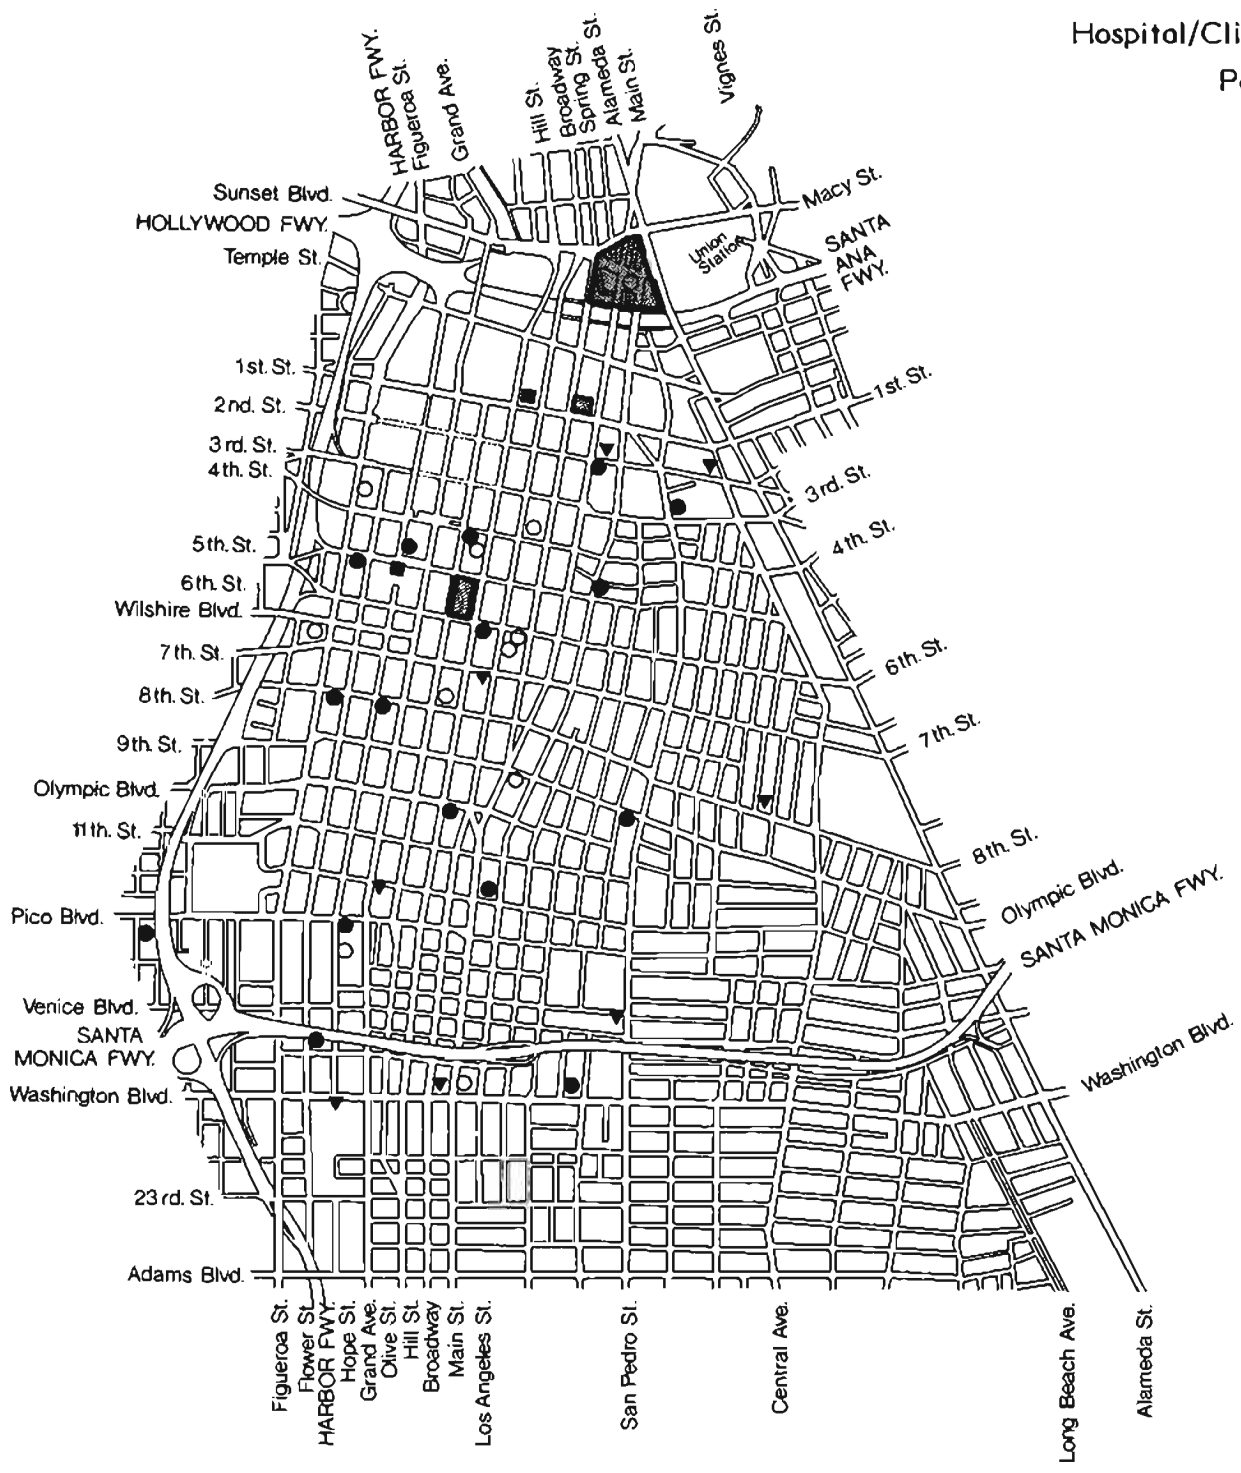 Hospital/Cli
P
HARBOR FWY.
Figueroa St.
Grand Ave.
Hill St.
Broadway
Spring St.
Alameda St.
Main St.
Vignes St.
Sunset Blvd.
HOLLYWOOD FWY.
Temple St.
Macy St.
SANTA
ANA
FWY.
Union
Station
1st. St.
2nd. St.
3rd. St.
4th. St.
5th. St.
6th. St.
Wilshire Blvd.
7th. St.
8th. St.
9th. St.
Olympic Blvd.
11th. St.
Pico Blvd.
Venice Blvd.
SANTA
MONICA FWY.
Washington Blvd.
23rd. St.
Adams Blvd.
1st. St.
3rd. St.
4th. St.
6th. St.
7th. St.
8th. St.
Olympic Blvd.
SANTA MONICA FWY.
Washington Blvd.
Figueroa St.
Flower St.
HARBOR FWY.
Hope St.
Grand Ave.
Olive St.
Hill St.
Broadway
Main St.
Los Angeles St.
San Pedro St.
Central Ave.
Long Beach Ave.
Alameda St.